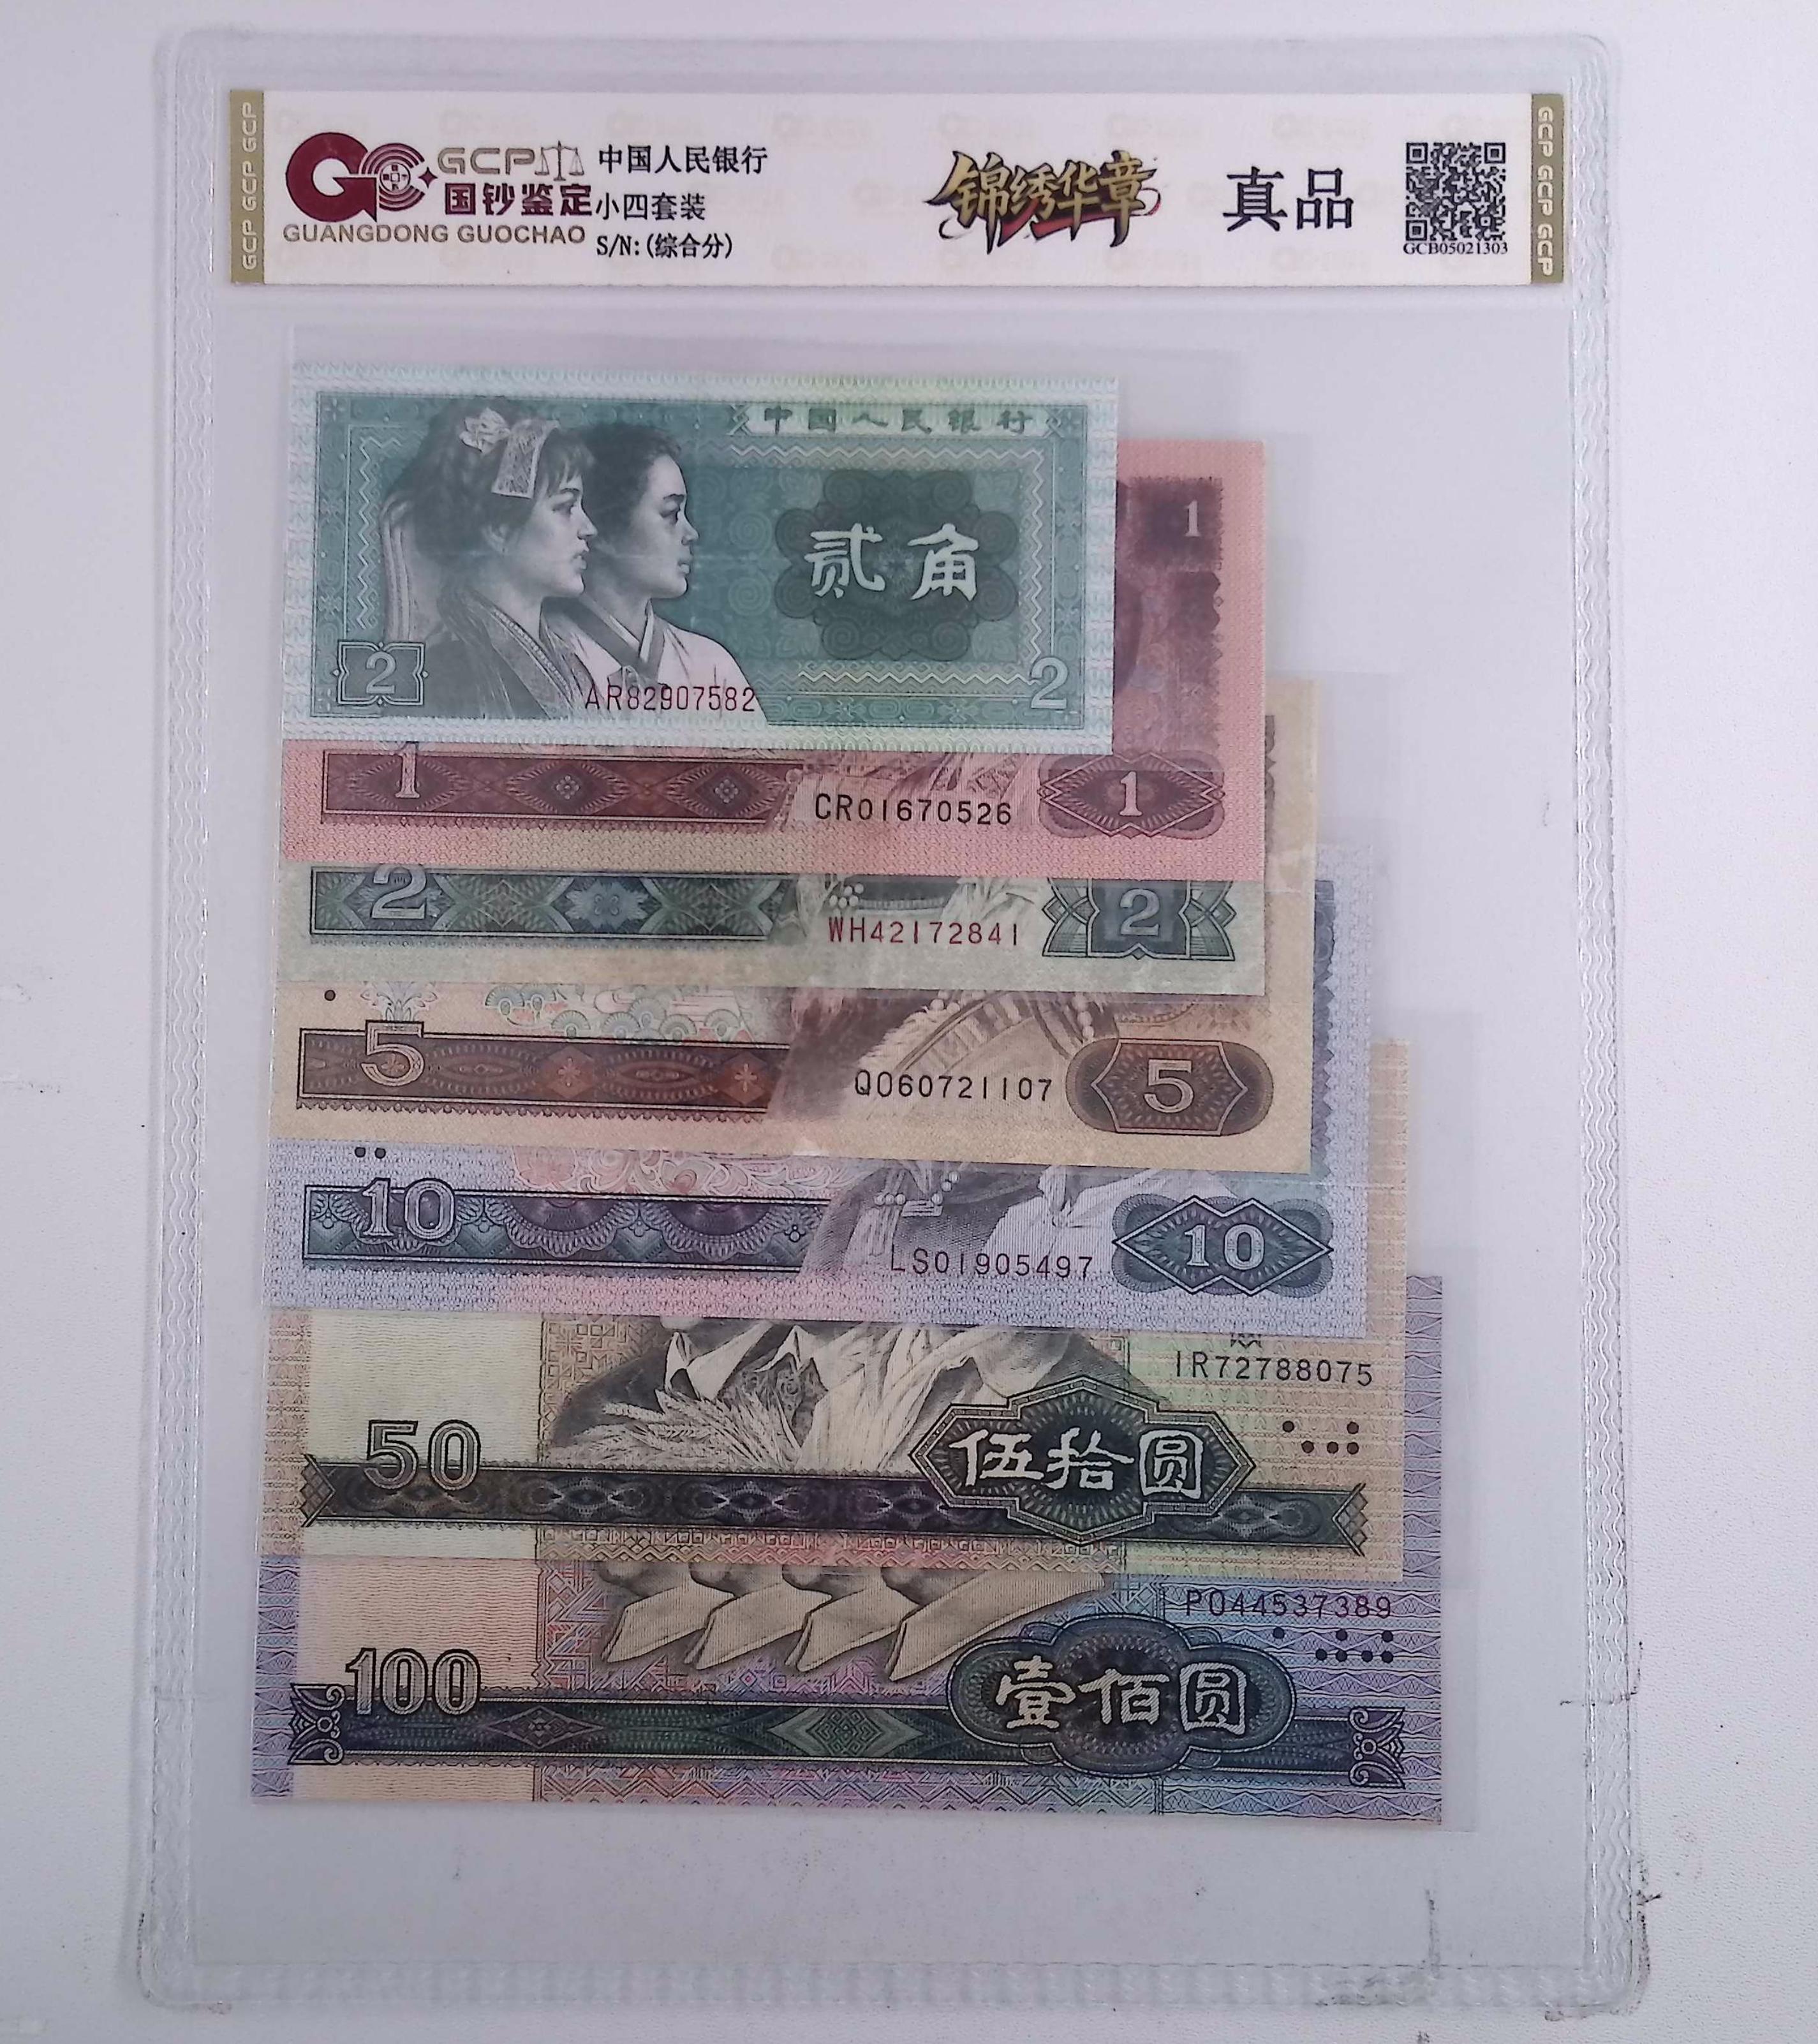 GCP GCP GCP
GCP
国钞鉴定
GUANGDONG GUOCHAO
中国人民银行
小四套装
S/N: (综合分)
锦绣华章
真品
GCB05021303
GCP GCP GCP
中国人民银行
贰角
2
AR82907582
2
1
1
CR01670526
1
2
WH42172841
2
5
QO60721107
5
10
LS01905497
10
IR72788075
50
伍拾圆
PO44537389
100
壹佰圆